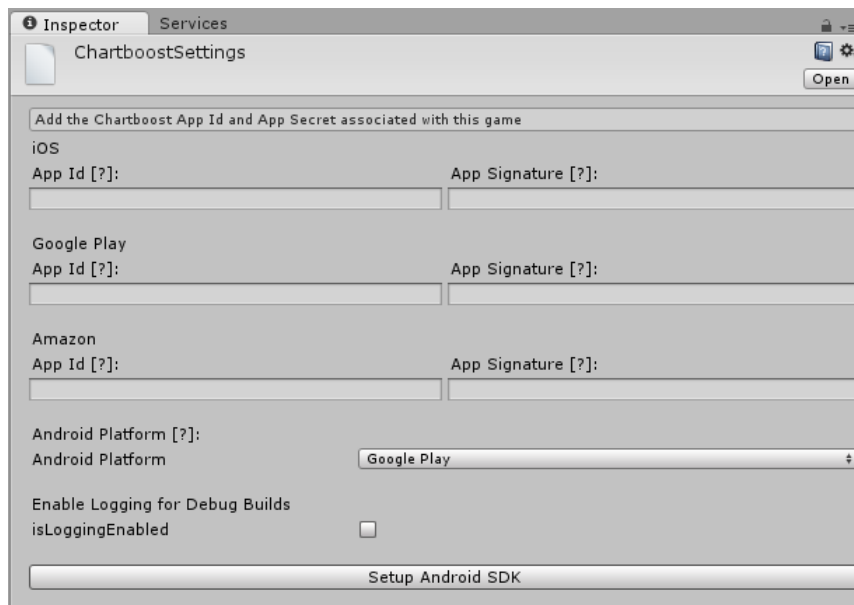 Inspector Services
ChartboostSettings
Open
Add the Chartboost App Id and App Secret associated with this game
iOS
App Id [?]: App Signature [?]:
Google Play
App Id [?]: App Signature [?]:
Amazon
App Id [?]: App Signature [?]:
Android Platform [?]:
Android Platform Google Play
Enable Logging for Debug Builds
isLoggingEnabled
Setup Android SDK